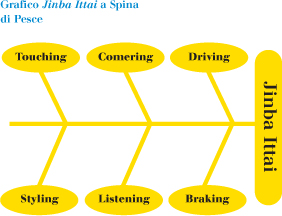 Grafico Jinba Ittai a Spina
di Pesce
Touching
Comering
Driving
Jinba Ittai
Styling
Listening
Braking